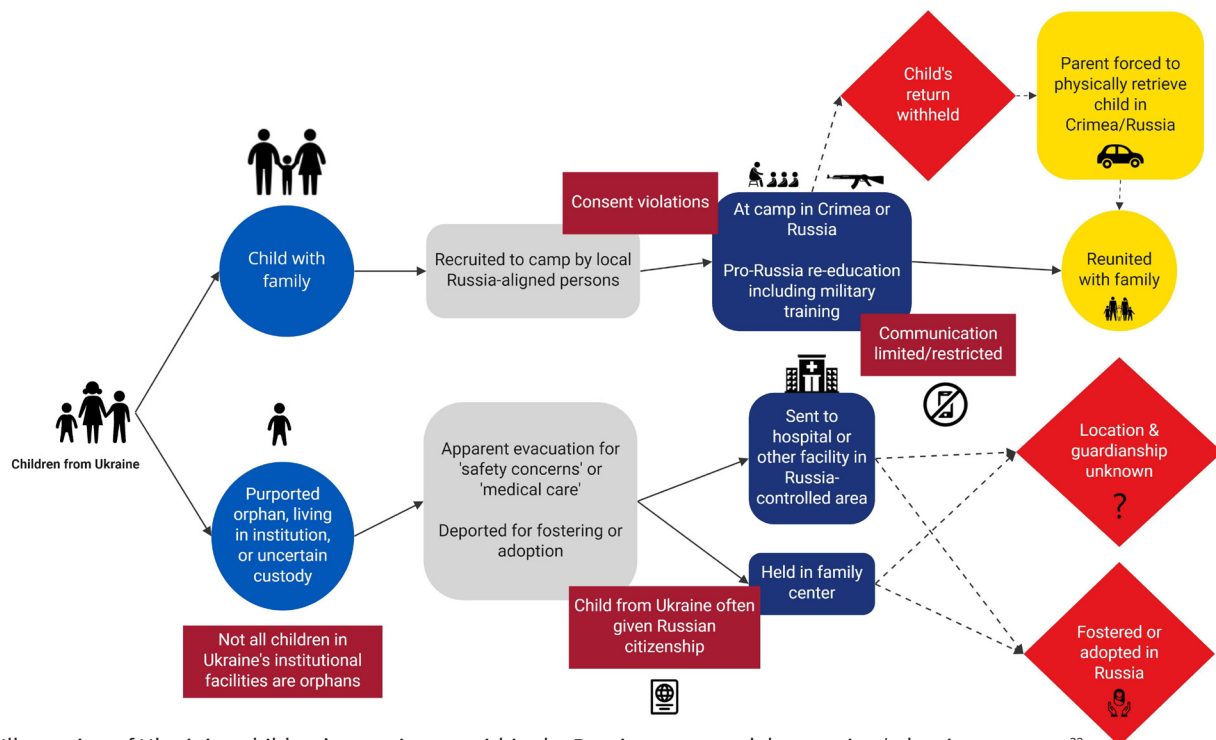 Child's
return
withheld
Parent forced to
physically retrieve
child in
Crimea/Russia
Consent violations
At camp in Crimea or
Russia
Pro-Russia re-education
including military
training
Child with
family
Recruited to camp by local
Russia-aligned persons
Reunited
with family
Communication
limited/restricted
Children from Ukraine
Purported
orphan, living
in institution,
or uncertain
custody
Apparent evacuation for
'safety concerns' or
'medical care'
Deported for fostering or
adoption
Sent to
hospital or
other facility in
Russia-
controlled area
Location &
guardianship
unknown
?
Held in family
center
Child from Ukraine often
given Russian
citizenship
Not all children in
Ukraine's institutional
facilities are orphans
Fostered or
adopted in
Russia